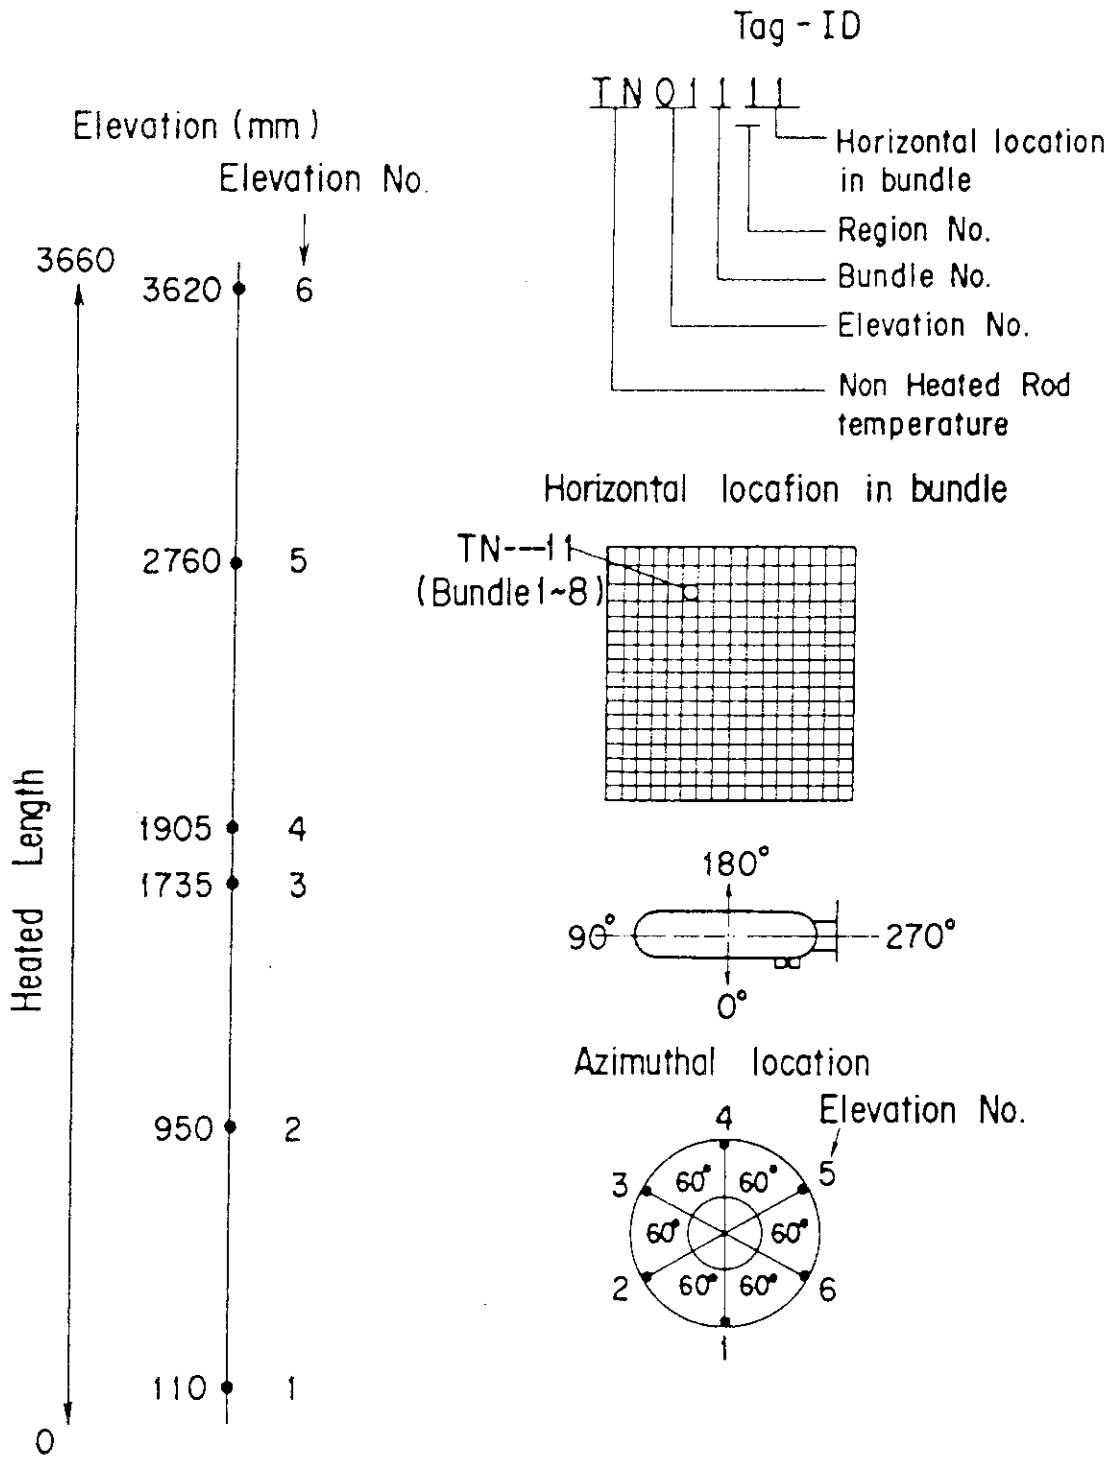 Tag-ID
TN01111
Horizontal location
in bundle
Region No.
Bundle No.
Elevation No.
Non Heated Rod
temperature
Elevation (mm)
Elevation No.
3660
3620 6
2760 5
1905 4
1735 3
950 2
110 1
0
Heated Length
Horizontal locafion in bundle
TN---11
(Bundle 1~8)
180°
90° 270°
0°
Azimuthal location
Elevation No.
4
3 60° 60° 5
60° 60°
2 60° 60° 6
1